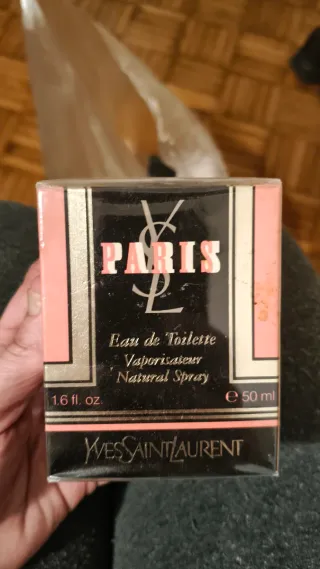 YSL
PARIS
Eau de Toilette
Vaporisateur
Natural Spray
1.6 fl. oz. ℮ 50 ml
YVESSAINTLAURENT